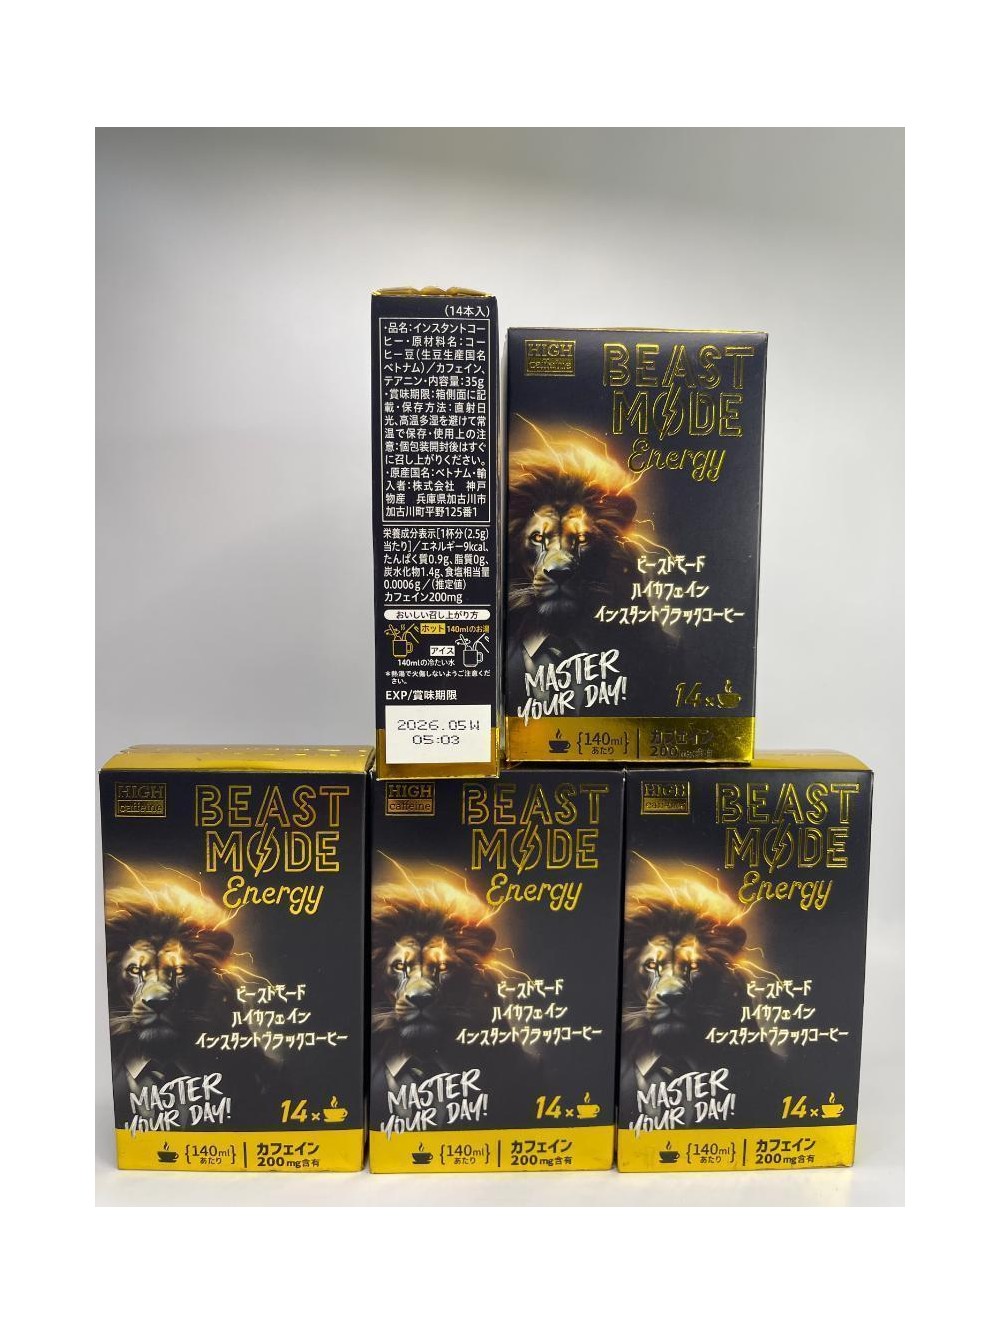 (14本入)
・品名:インスタントコー
ヒー・原材料名:コー
ヒー豆(生豆生産国名
ベトナム)/カフェイン、
テアニン・内容量:35g
・賞味期限:箱側面に記
載・保存方法:直射日
光、高温多湿を避けて常
温で保存・使用上の注
意:個包装開封後はすぐ
に召し上がりください。
・原産国名:ベトナム・輸
入者:株式会社 神戸
物産 兵庫県加古川市
加古川町平野125番1
栄養成分表示[1杯分(2.5g)
当たり]/エネルギー9kcal、
たんぱく質0.9g、脂質0g、
炭水化物1.4g、食塩相当量
0.0006g/(推定値)
カフェイン200mg
おいしい召し上がり方
ホット 140mlのお湯
アイス
140mlの冷たい水
*熱湯で火傷しないようご注意くだ
さい。
EXP/賞味期限
2026.05W
05:03
HIGH
caffeine
BEAST
MODE
Energy
ビーストモード
ハイカフェイン
インスタントブラックコーヒー
MASTER
YOUR DAY!
14×
{140ml あたり} カフェイン
200mg含有
HIGH
caffeine
BEAST
MODE
Energy
ビーストモード
ハイカフェイン
インスタントブラックコーヒー
MASTER
YOUR DAY!
14×
{140ml あたり} カフェイン
200mg含有
HIGH
caffeine
BEAST
MODE
Energy
ビーストモード
ハイカフェイン
インスタントブラックコーヒー
MASTER
YOUR DAY!
14×
{140ml あたり} カフェイン
200mg含有
HIGH
caffeine
BEAST
MODE
Energy
ビーストモード
ハイカフェイン
インスタントブラックコーヒー
MASTER
YOUR DAY!
14×
{140ml あたり} カフェイン
200mg含有